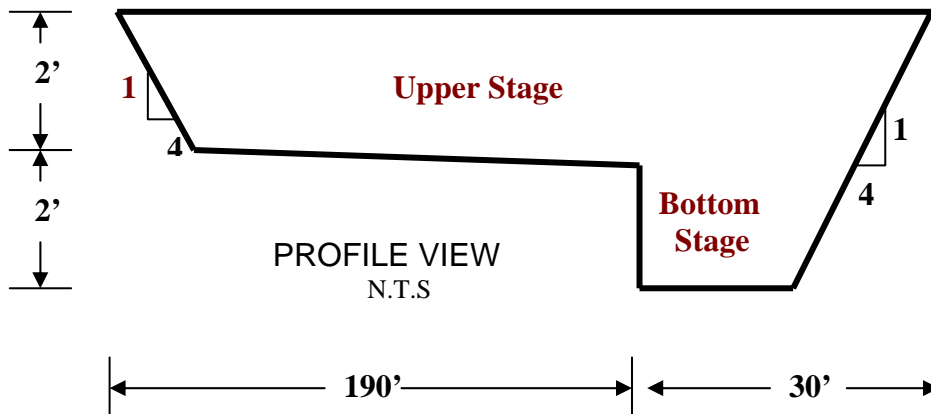 2’
1
Upper Stage
1
4
4
2’
Bottom
Stage
PROFILE VIEW
N.T.S
190’
30’